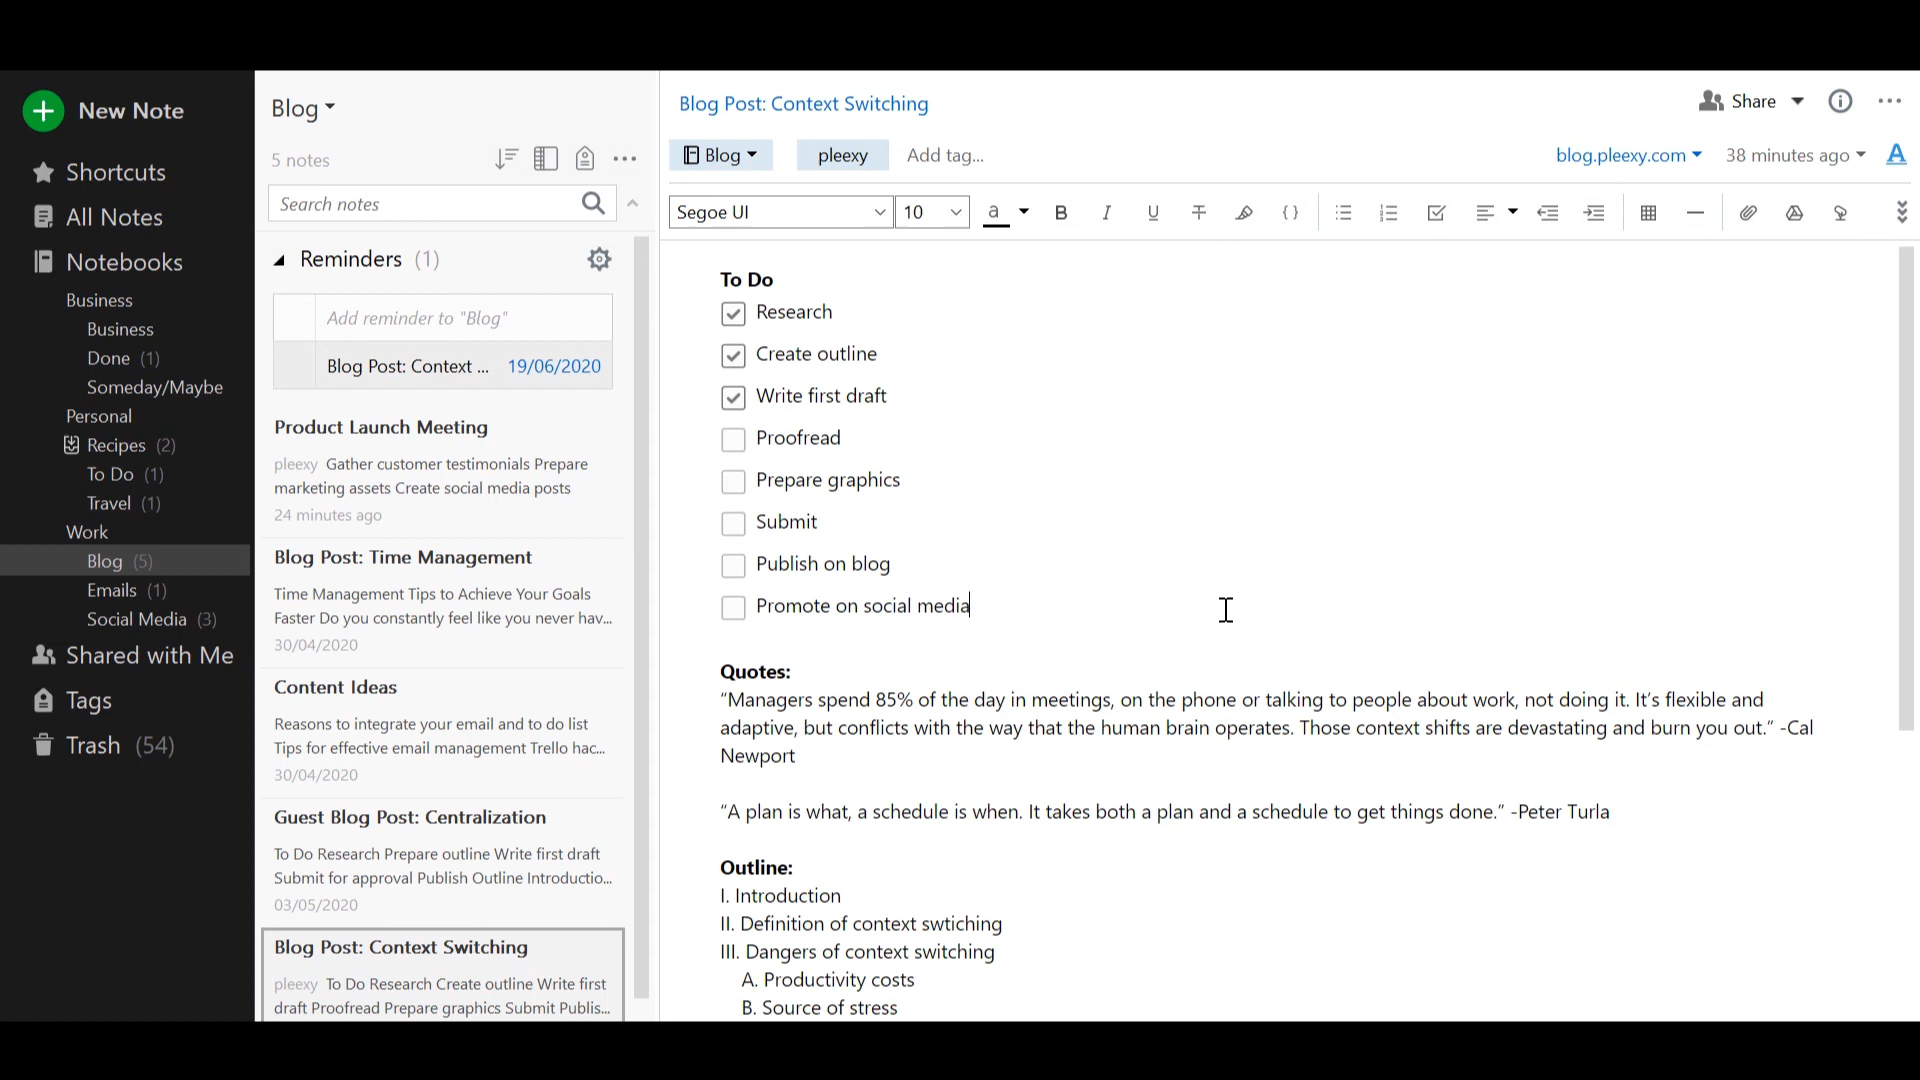 New Note
Shortcuts
All Notes
Notebooks
Business
Business
Done (1)
Someday/Maybe
Personal
Recipes (2)
To Do (1)
Travel (1)
Work
Blog (5)
Emails (1)
Social Media (3)
Shared with Me
Tags
Trash (54)
Blog
5 notes
Search notes
Reminders (1)
Add reminder to "Blog"
Blog Post: Context ... 19/06/2020
Product Launch Meeting
pleexy Gather customer testimonials Prepare
marketing assets Create social media posts
24 minutes ago
Blog Post: Time Management
Time Management Tips to Achieve Your Goals
Faster Do you constantly feel like you never hav...
30/04/2020
Content Ideas
Reasons to integrate your email and to do list
Tips for effective email management Trello hac...
30/04/2020
Guest Blog Post: Centralization
To Do Research Prepare outline Write first draft
Submit for approval Publish Outline Introductio...
03/05/2020
Blog Post: Context Switching
pleexy To Do Research Create outline Write first
draft Proofread Prepare graphics Submit Publis...
Blog Post: Context Switching
Share
Blog pleexy Add tag...
blog.pleexy.com 38 minutes ago A
Segoe UI 10 a B I U T {}
To Do
Research
Create outline
Write first draft
Proofread
Prepare graphics
Submit
Publish on blog
Promote on social media
Quotes:
“Managers spend 85% of the day in meetings, on the phone or talking to people about work, not doing it. It’s flexible and
adaptive, but conflicts with the way that the human brain operates. Those context shifts are devastating and burn you out.” -Cal
Newport
“A plan is what, a schedule is when. It takes both a plan and a schedule to get things done.” -Peter Turla
Outline:
I. Introduction
II. Definition of context swtiching
III. Dangers of context switching
A. Productivity costs
B. Source of stress